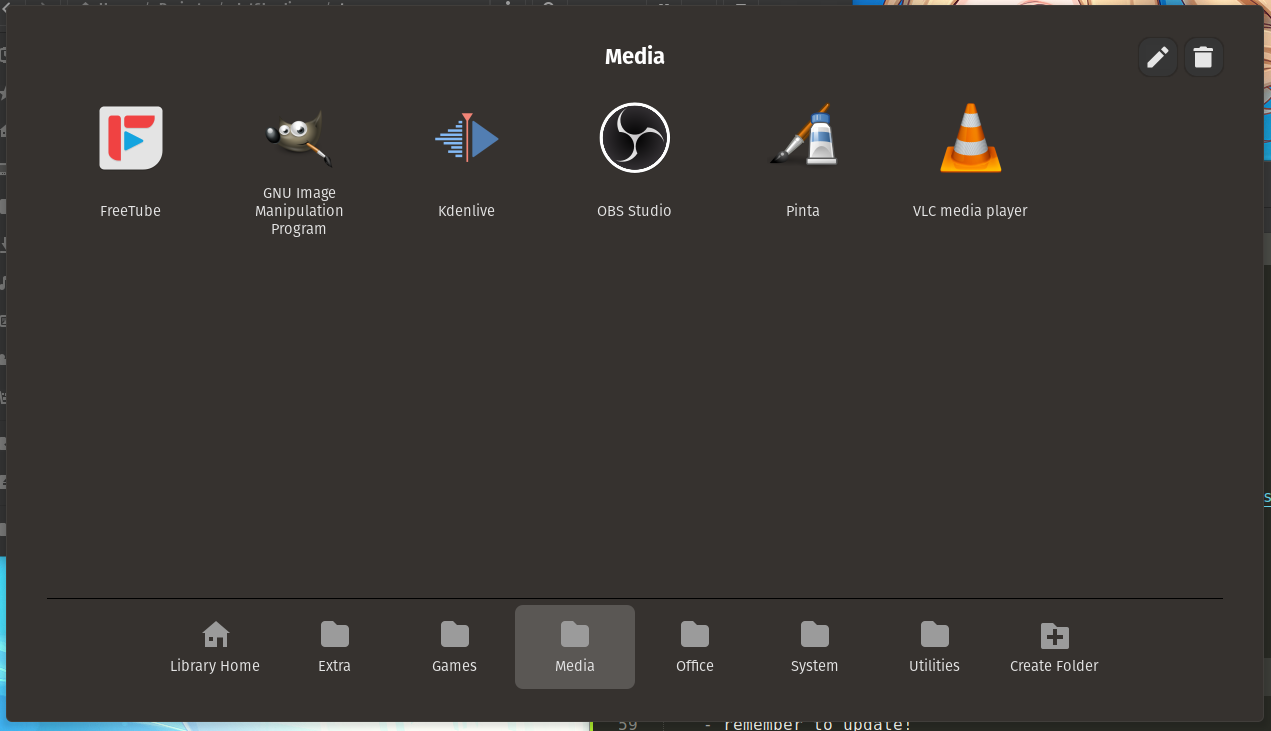 Media
FreeTube
GNU Image
Manipulation
Program
Kdenlive
OBS Studio
Pinta
VLC media player
Library Home
Extra
Games
Media
Office
System
Utilities
Create Folder
59 - remember to update!